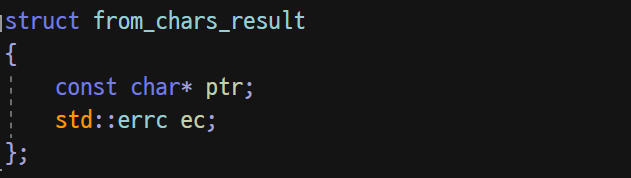 struct from_chars_result
{
    const char* ptr;
    std::errc ec;
};